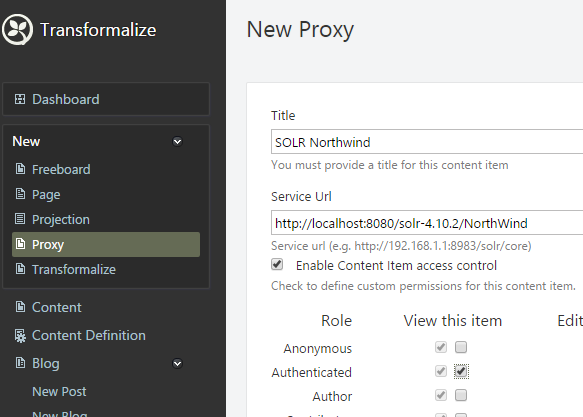 Transformalize
Dashboard
New
Freeboard
Page
Projection
Proxy
Transformalize
Content
Content Definition
Blog
New Post
New Blog
New Proxy
Title
SOLR Northwind
You must provide a title for this content item
Service Url
http://localhost:8080/solr-4.10.2/NorthWind
Service url (e.g. http://192.168.1.1:8983/solr/core)
Enable Content Item access control
Check to define custom permissions for this content item.
Role View this item Edi
Anonymous
Authenticated
Author